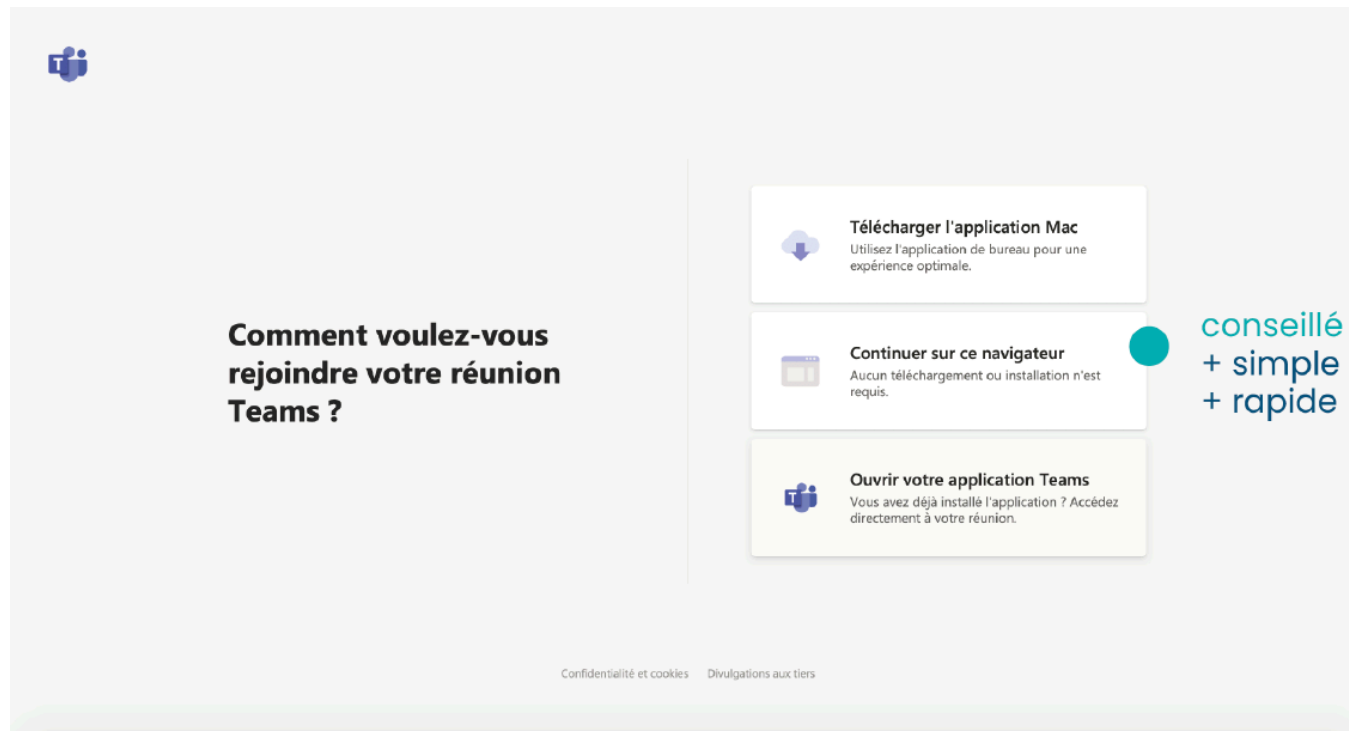 Comment voulez-vous
rejoindre votre réunion
Teams ?
Télécharger l'application Mac
Utilisez l'application de bureau pour une
expérience optimale.
Continuer sur ce navigateur
Aucun téléchargement ou installation n'est
requis.
Ouvrir votre application Teams
Vous avez déjà installé l'application ? Accédez
directement à votre réunion.
conseillé
+ simple
+ rapide
Confidentialité et cookies Divulgations aux tiers